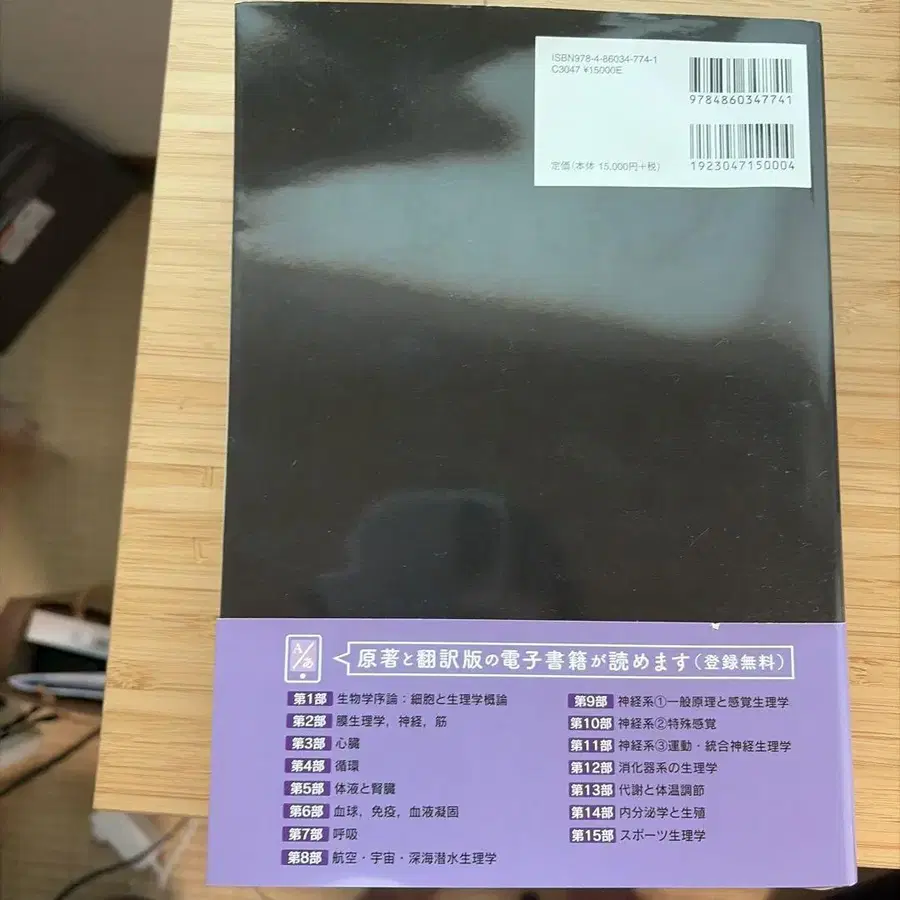 ISBN978-4-86034-774-1
C3047 ¥15000E
9784860347741
定価(本体 15,000円+税)
1923047150004
A/あ
原著と翻訳版の電子書籍が読めます(登録無料)
第1部 生物学序論:細胞と生理学概論
第2部 膜生理学,神経,筋
第3部 心臓
第4部 循環
第5部 体液と腎臓
第6部 血球,免疫,血液凝固
第7部 呼吸
第8部 航空・宇宙・深海潜水生理学
第9部 神経系①一般原理と感覚生理学
第10部 神経系②特殊感覚
第11部 神経系③運動・統合神経生理学
第12部 消化器系の生理学
第13部 代謝と体温調節
第14部 内分泌学と生殖
第15部 スポーツ生理学